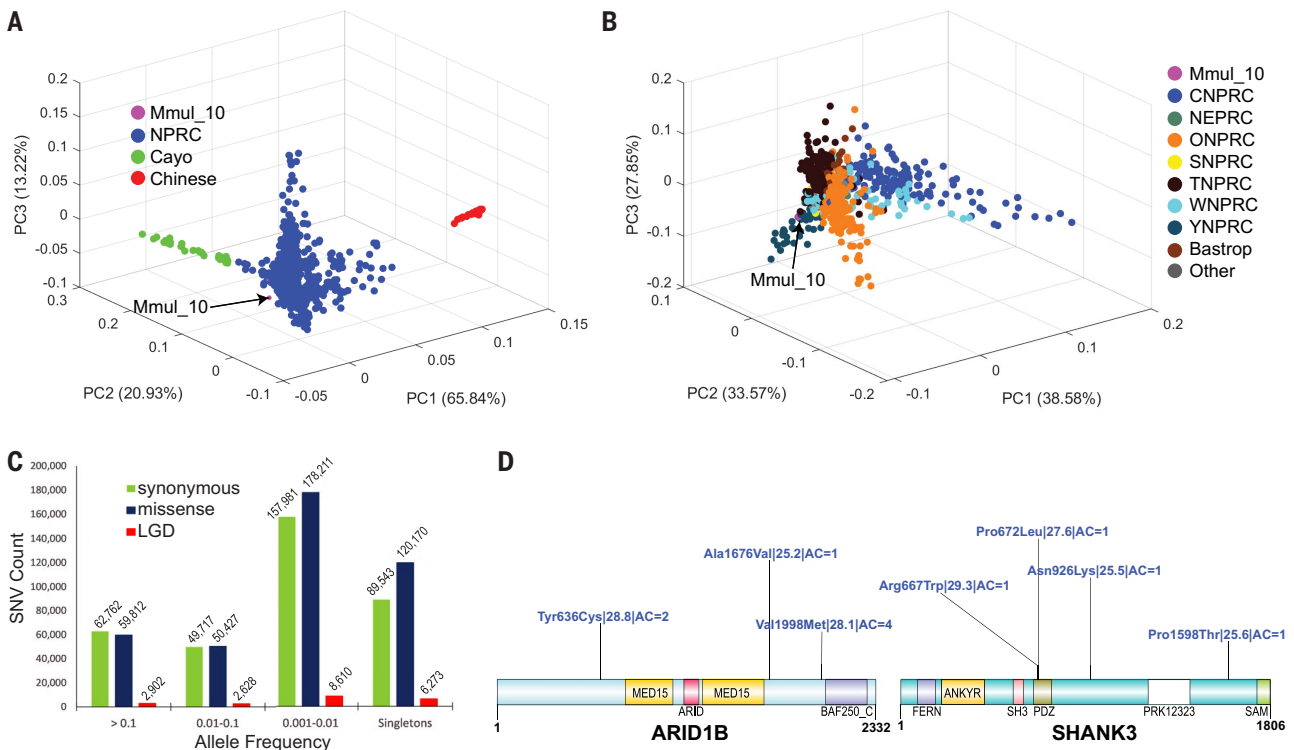 A
PC3 (13.22%)
0.2
0.15
0.1
0.05
0
-0.05
-0.1
0.3
0.2
0.1
0
-0.1
PC2 (20.93%)
-0.05
0
0.05
0.1
0.15
PC1 (65.84%)
Mmul_10
NPRC
Cayo
Chinese
Mmul_10
B
PC3 (27.85%)
0.2
0.1
0
-0.1
-0.2
0.1
0
-0.1
-0.2
PC2 (33.57%)
-0.1
0
0.1
0.2
PC1 (38.58%)
Mmul_10
Mmul_10
CNPRC
NEPRC
ONPRC
SNPRC
TNPRC
WNPRC
YNPRC
Bastrop
Other
C
SNV Count
200,000
180,000
160,000
140,000
120,000
100,000
80,000
60,000
40,000
20,000
0
synonymous
missense
LGD
62,762
59,812
2,902
49,717
50,427
2,628
157,981
178,211
8,610
89,543
120,170
6,273
> 0.1
0.01-0.1
0.001-0.01
Singletons
Allele Frequency
D
Tyr636Cys|28.8|AC=2
Ala1676Val|25.2|AC=1
Val1998Met|28.1|AC=4
MED15
ARID
MED15
BAF250_C
1
2332
ARID1B
Arg667Trp|29.3|AC=1
Pro672Leu|27.6|AC=1
Asn926Lys|25.5|AC=1
Pro1598Thr|25.6|AC=1
FERN
ANKYR
SH3
PDZ
PRK12323
SAM
1
1806
SHANK3